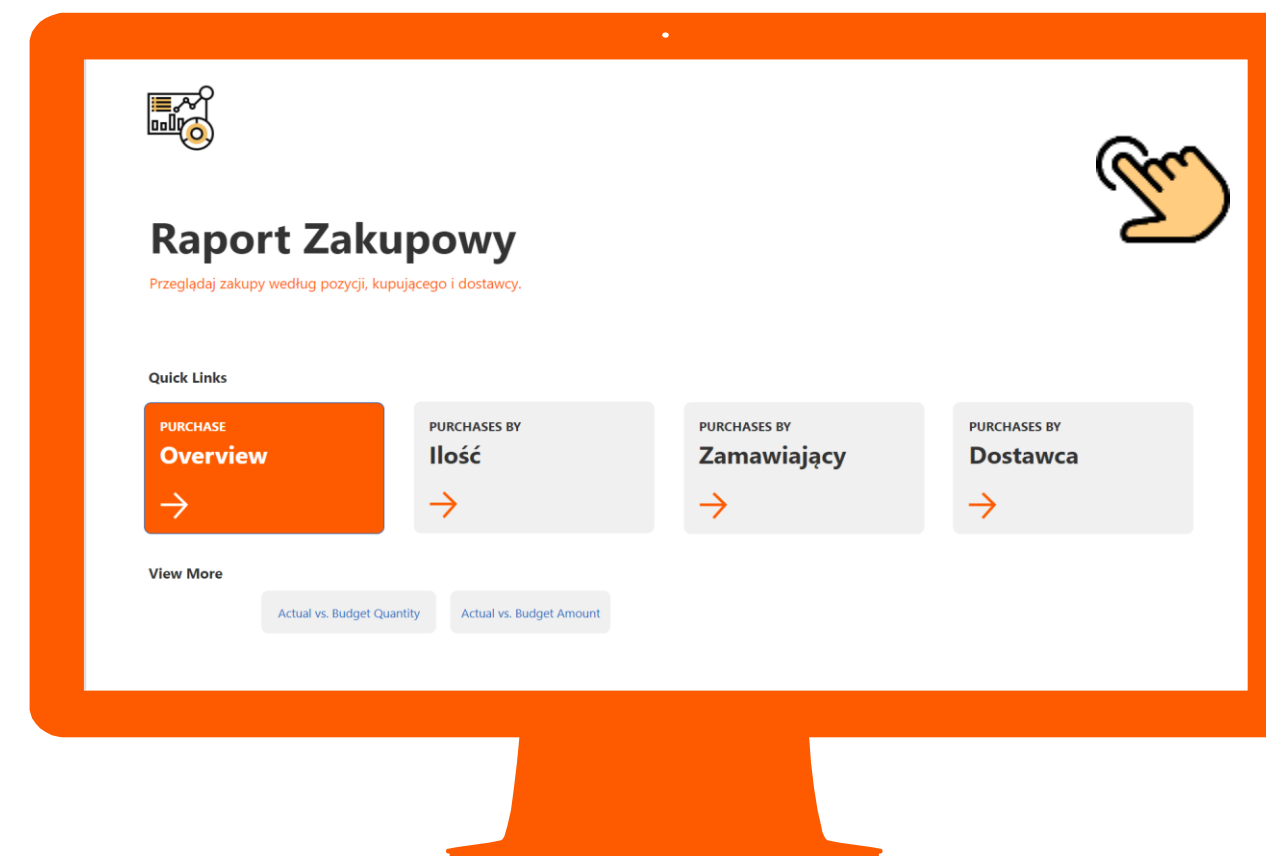 Raport Zakupowy
Przeglądaj zakupy według pozycji, kupującego i dostawcy.
Quick Links
PURCHASE
Overview
PURCHASES BY
Ilość
PURCHASES BY
Zamawiający
PURCHASES BY
Dostawca
View More
Actual vs. Budget Quantity
Actual vs. Budget Amount